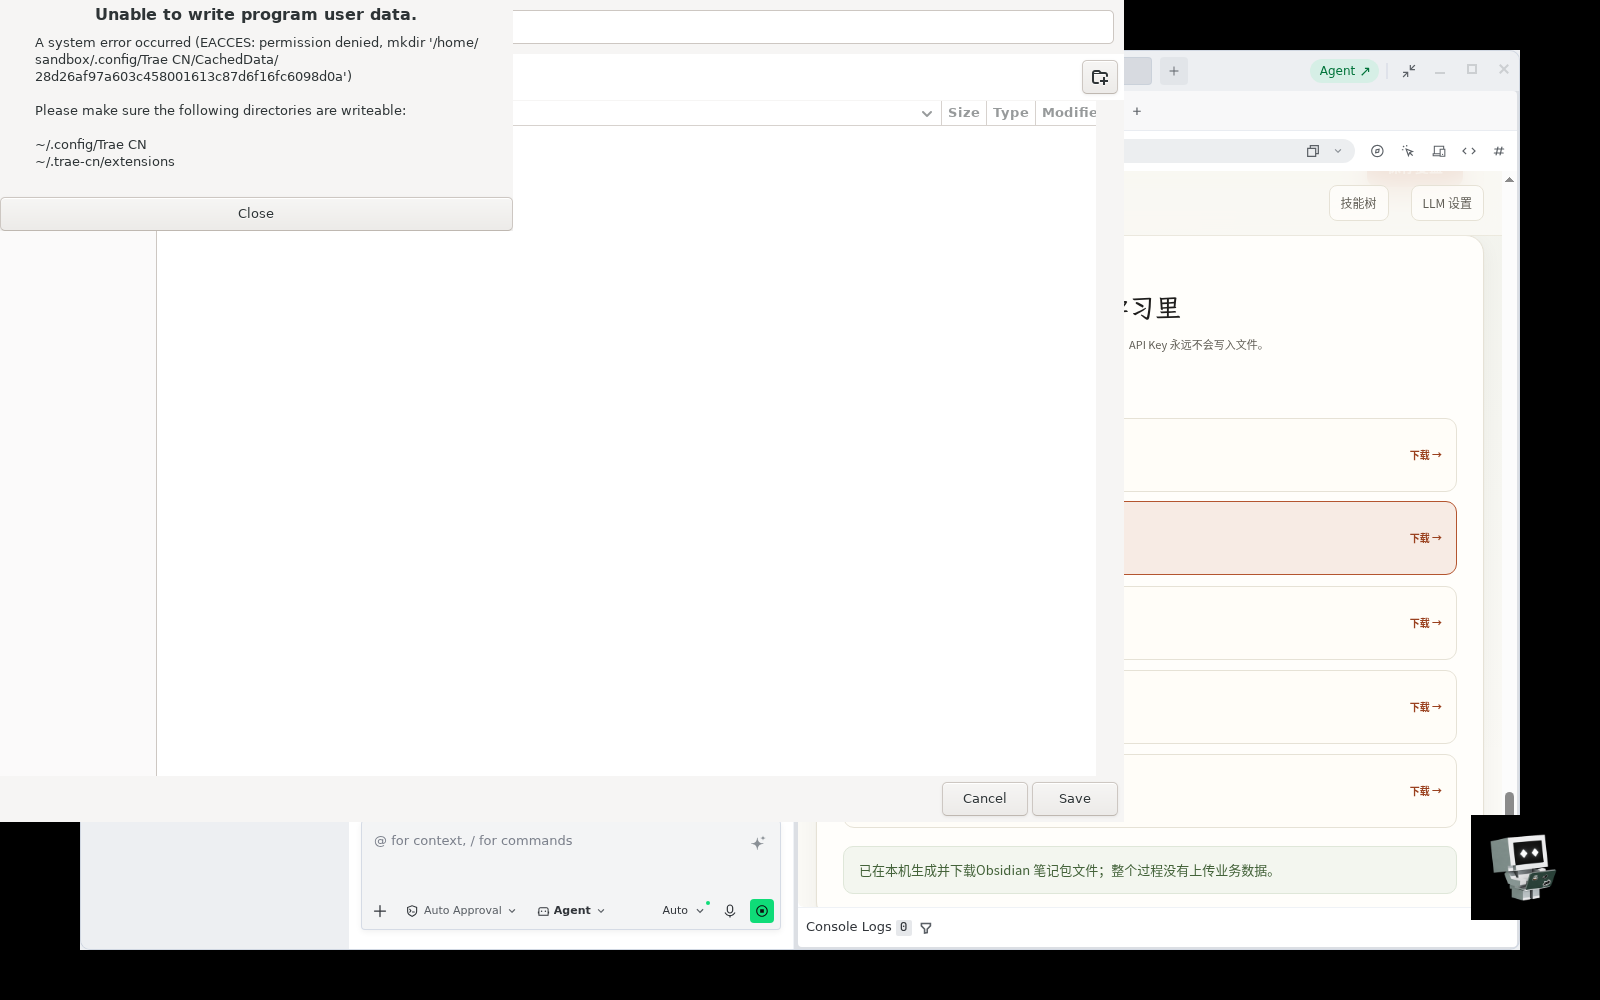 Unable to write program user data.
A system error occurred (EACCES: permission denied, mkdir '/home/
sandbox/.config/Trae CN/CachedData/
28d26af97a603c458001613c87d6f16fc6098d0a')
Please make sure the following directories are writeable:
~/.config/Trae CN
~/.trae-cn/extensions
Close
Size Type Modifie
Cancel Save
Agent ↗
技能树 LLM 设置
习里
API Key 永远不会写入文件。
下载 →
下载 →
下载 →
下载 →
下载 →
已在本机生成并下载Obsidian 笔记包文件；整个过程没有上传业务数据。
@ for context, / for commands
Auto Approval Agent Auto
Console Logs 0